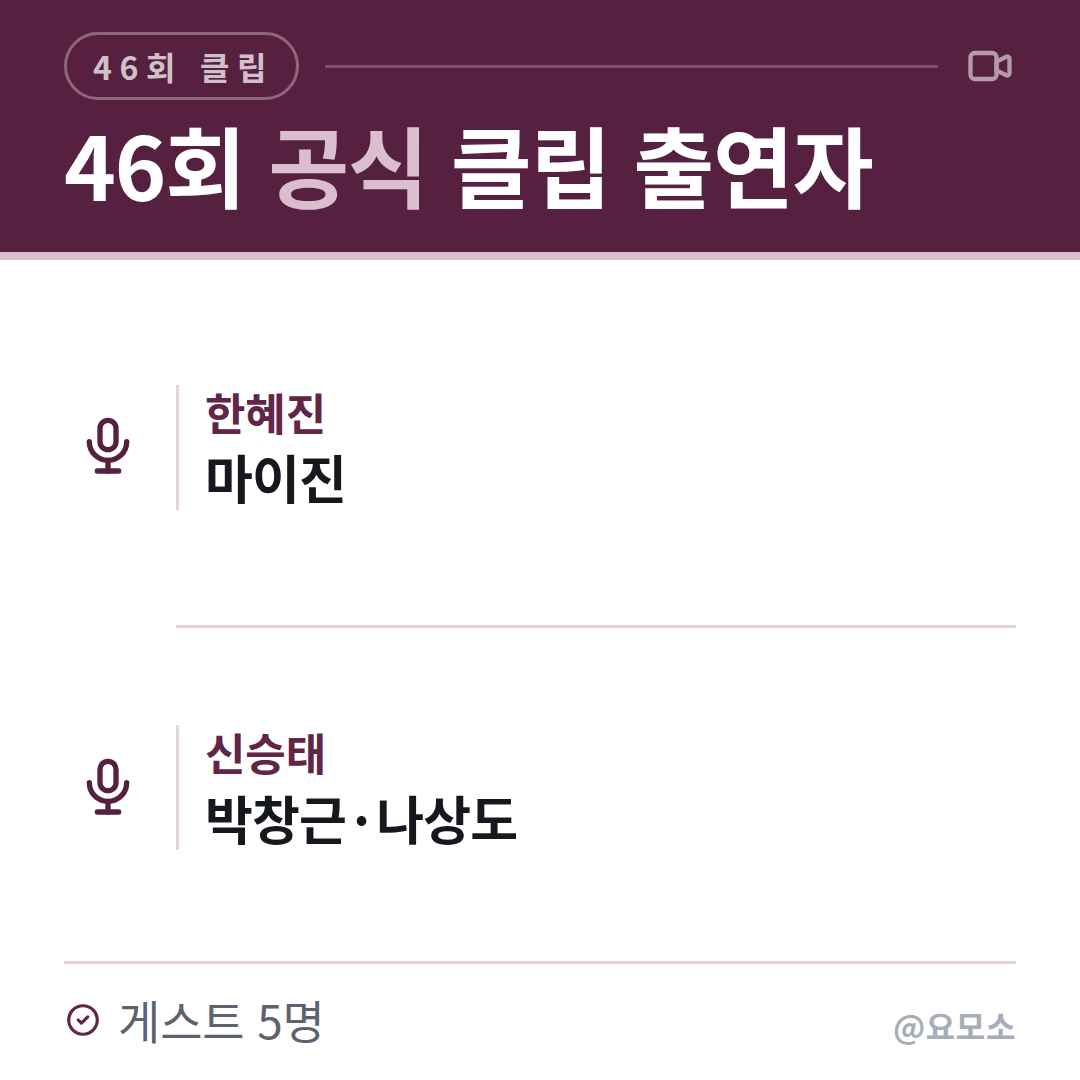 46회 클립
46회 공식 클립 출연자
한혜진
마이진
신승태
박창근·나상도
게스트 5명
@요모소